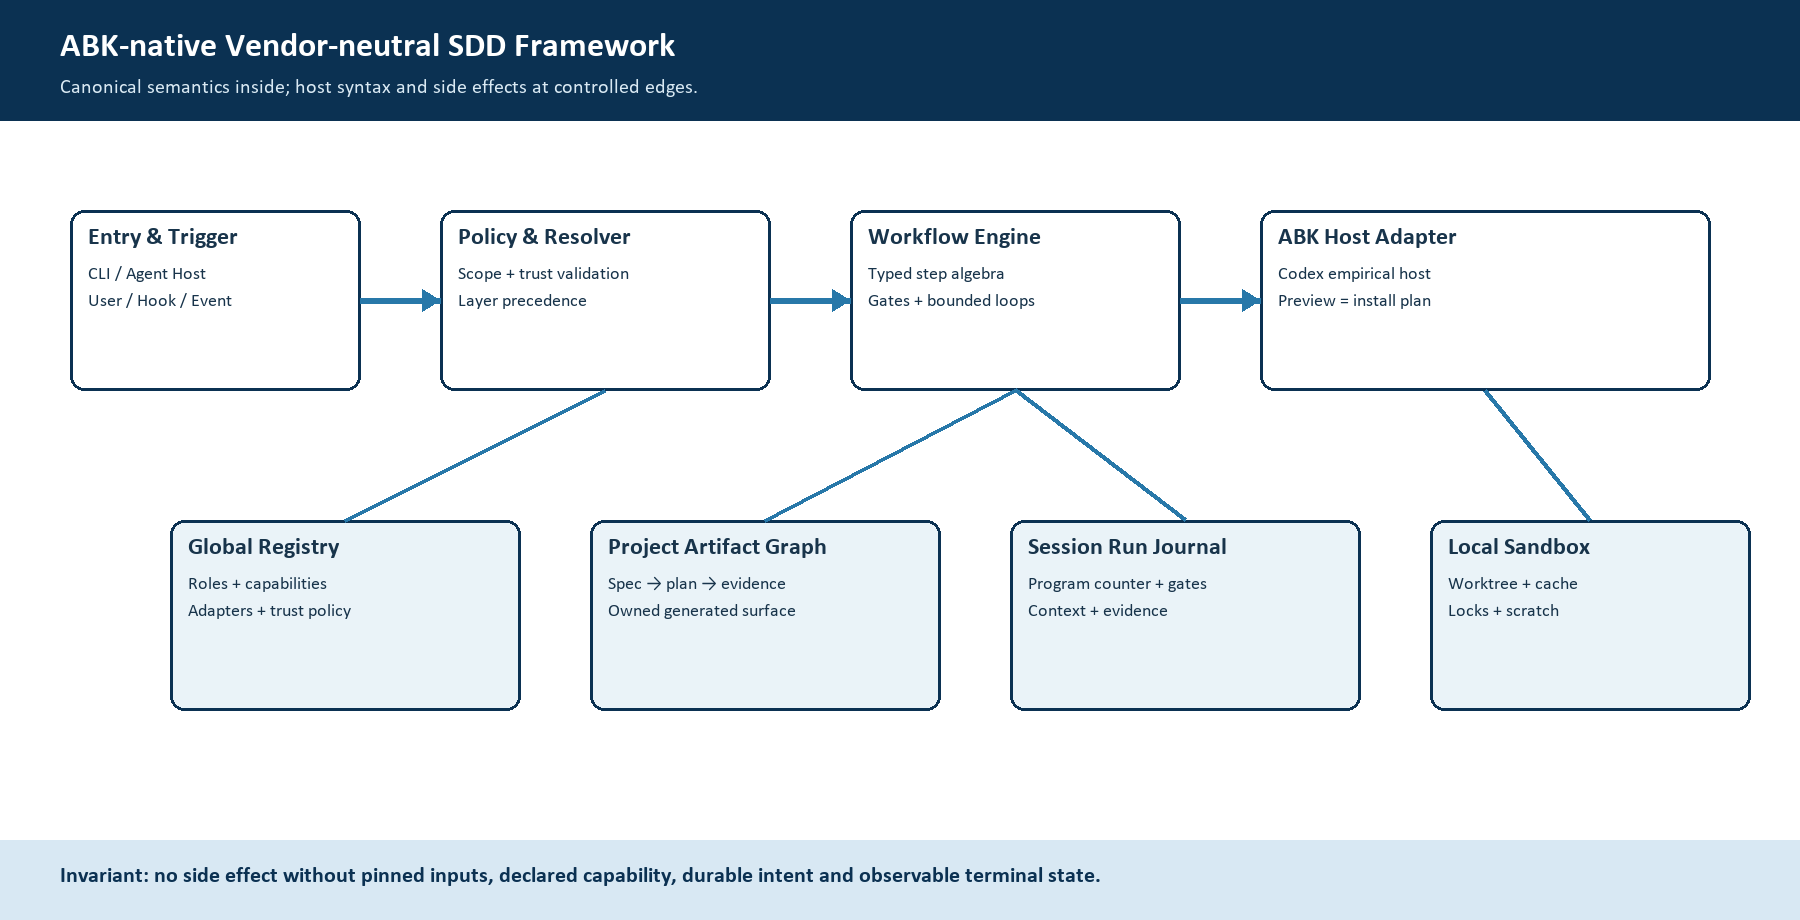 ABK-native Vendor-neutral SDD Framework
Canonical semantics inside; host syntax and side effects at controlled edges.
Entry & Trigger
CLI / Agent Host
User / Hook / Event
Policy & Resolver
Scope + trust validation
Layer precedence
Workflow Engine
Typed step algebra
Gates + bounded loops
ABK Host Adapter
Codex empirical host
Preview = install plan
Global Registry
Roles + capabilities
Adapters + trust policy
Project Artifact Graph
Spec → plan → evidence
Owned generated surface
Session Run Journal
Program counter + gates
Context + evidence
Local Sandbox
Worktree + cache
Locks + scratch
Invariant: no side effect without pinned inputs, declared capability, durable intent and observable terminal state.